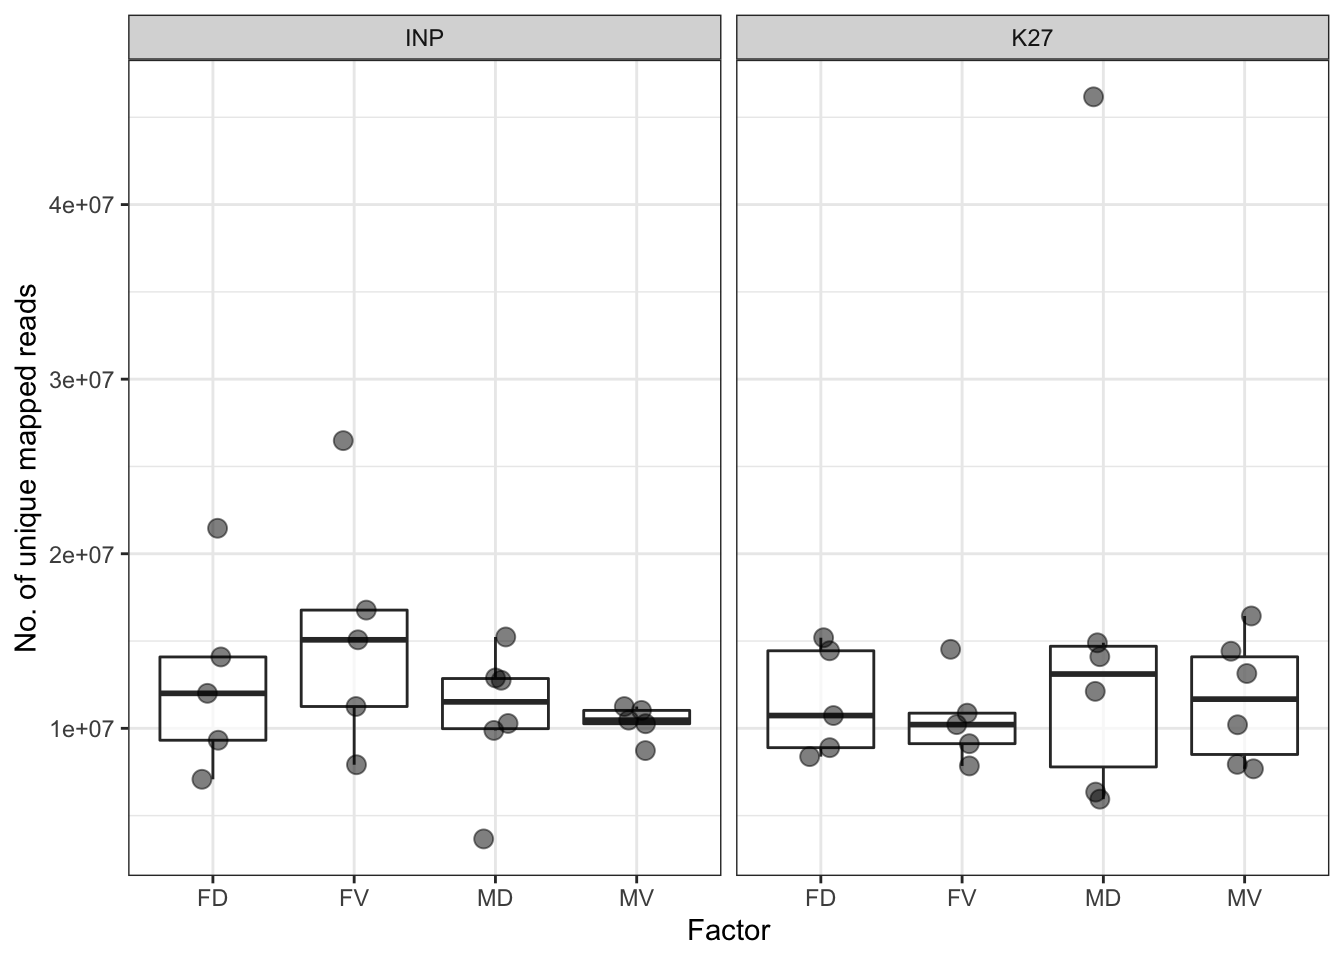 INP
K27
No. of unique mapped reads
4e+07
3e+07
2e+07
1e+07
FD FV MD MV
FD FV MD MV
Factor